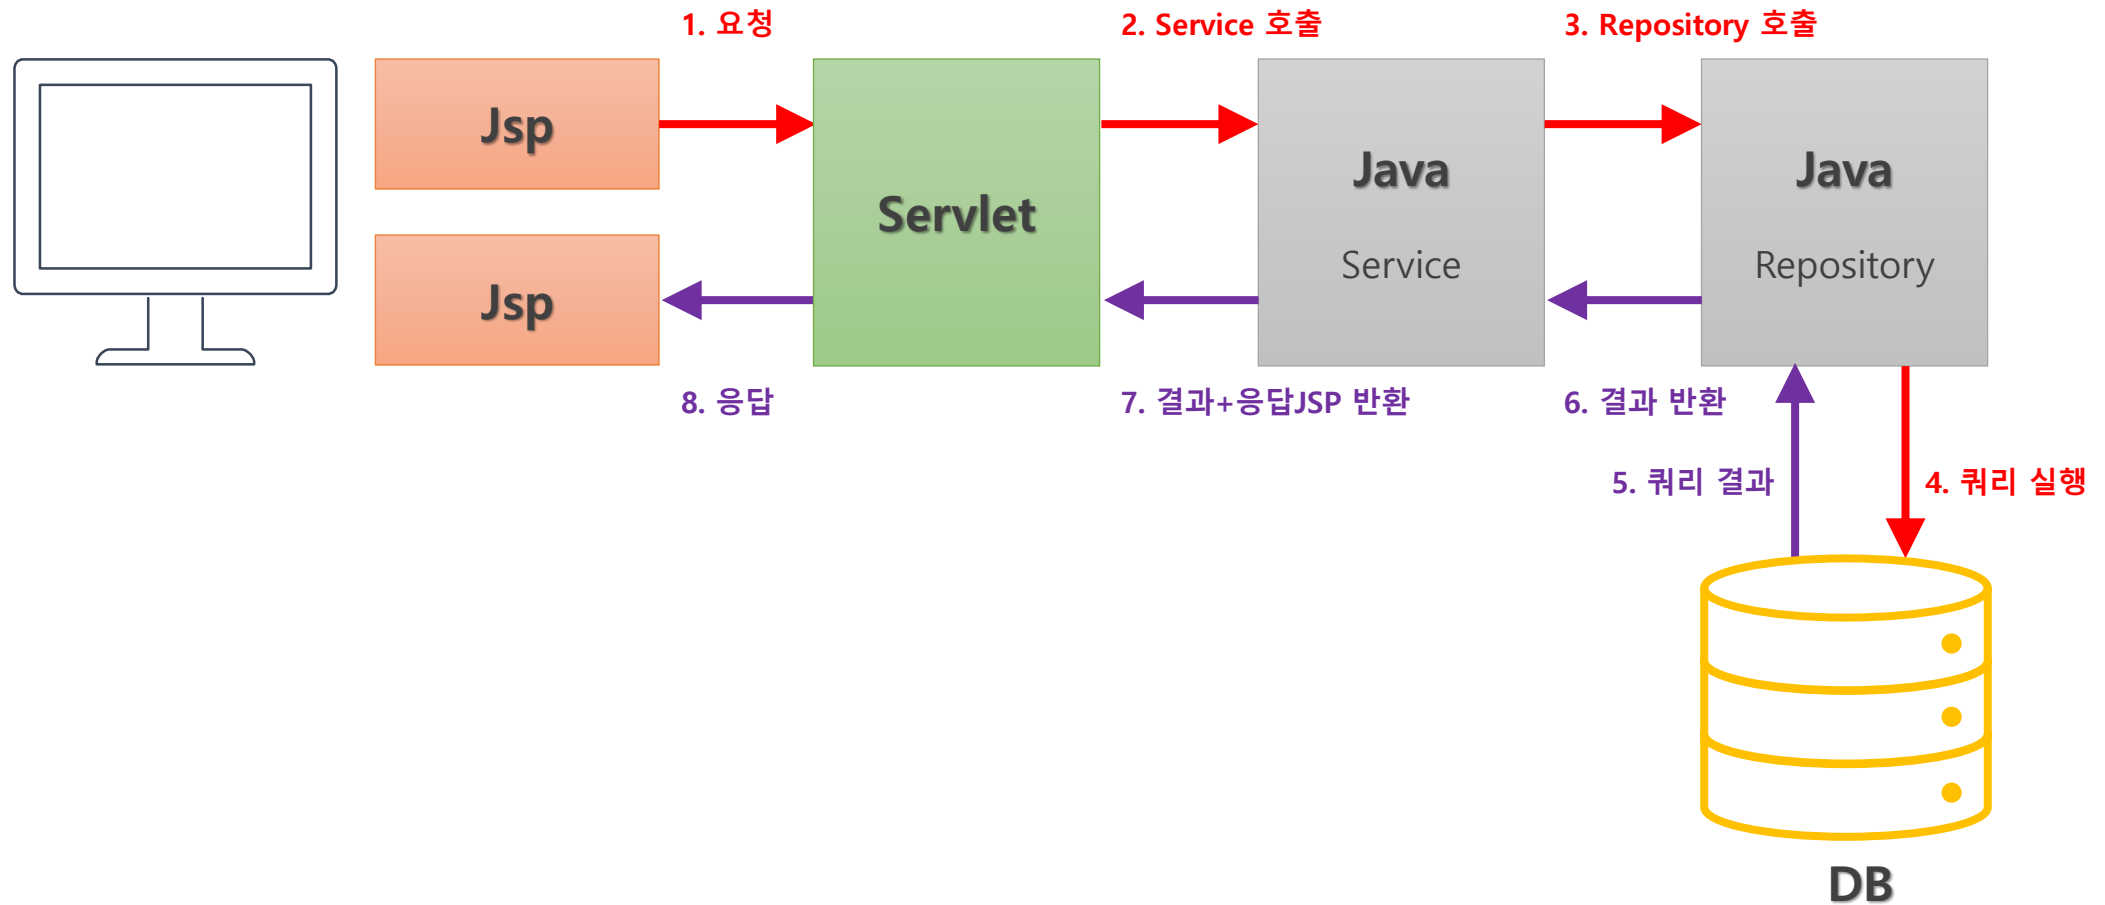 1. 요청
2. Service 호출
3. Repository 호출
Jsp
Servlet
Java
Service
Java
Repository
Jsp
8. 응답
7. 결과+응답JSP 반환
6. 결과 반환
5. 쿼리 결과
4. 쿼리 실행
DB